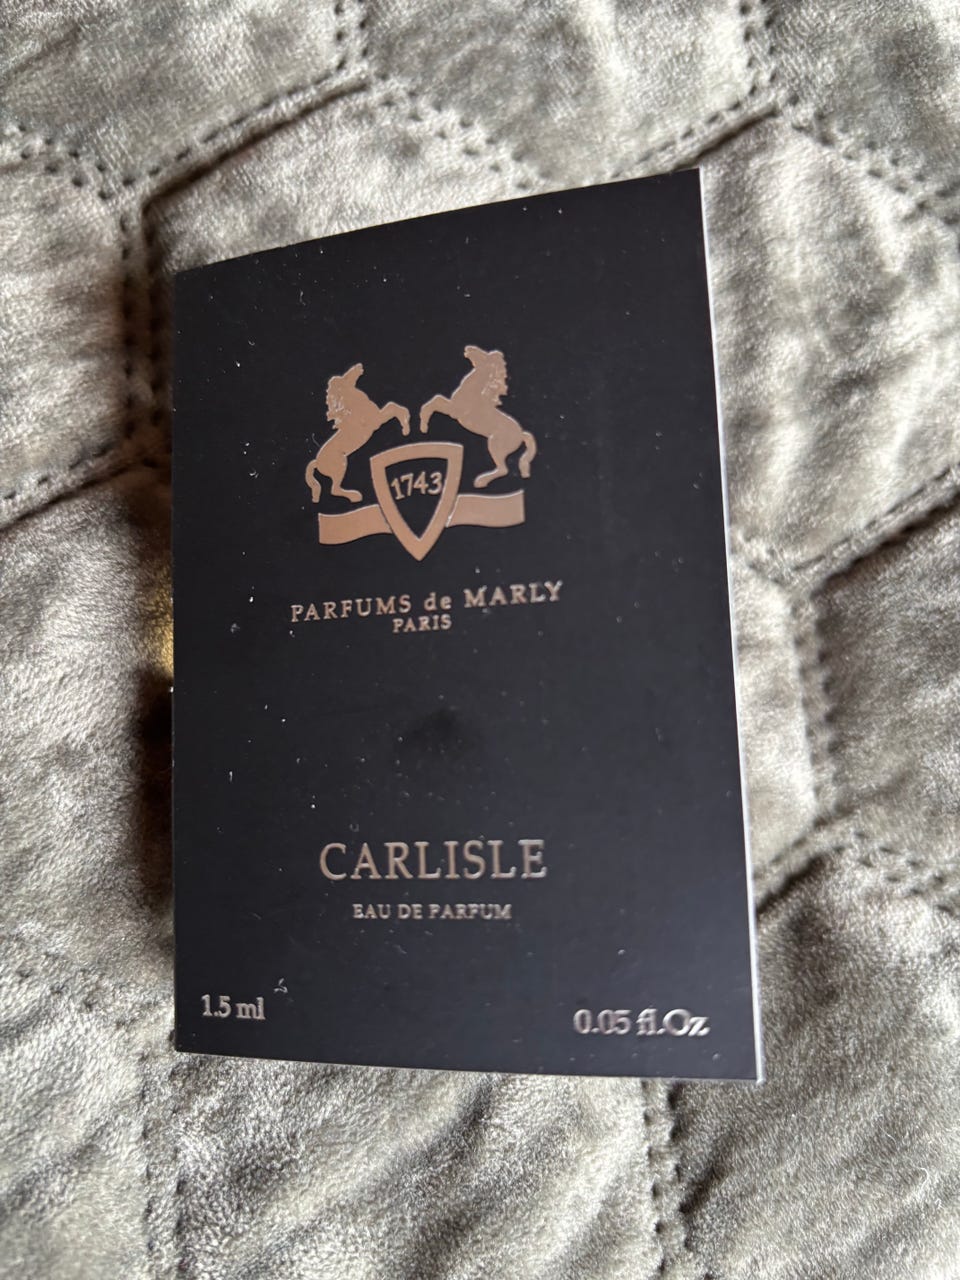 1743
PARFUMS de MARLY
PARIS
CARLISLE
EAU DE PARFUM
1.5 ml
0.05 fl.Oz